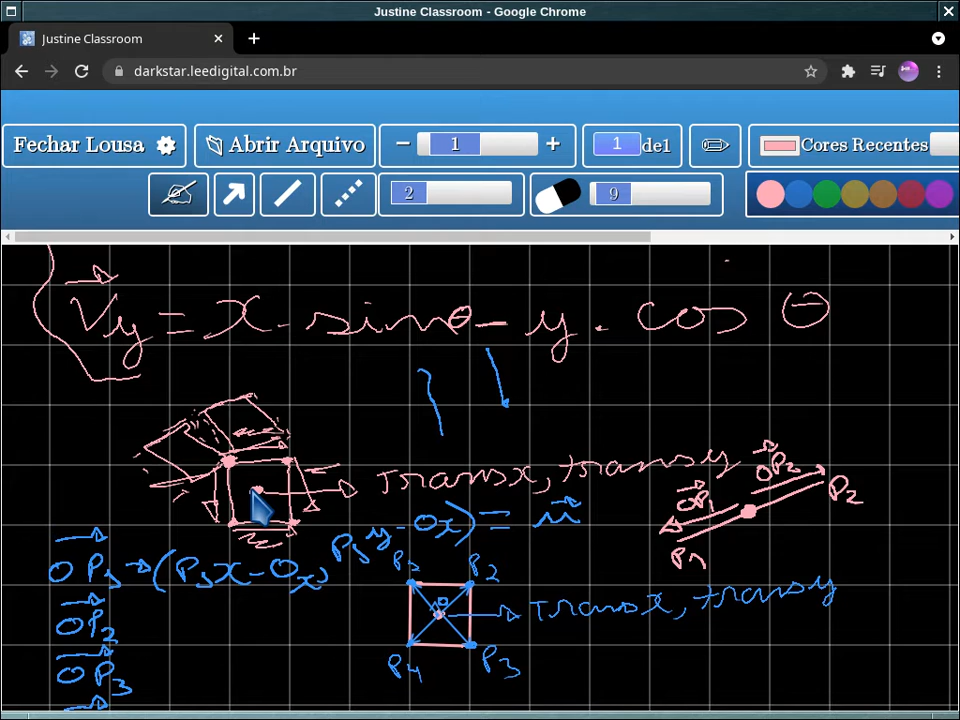 Justine Classroom - Google Chrome
Justine Classroom
darkstar.leedigital.com.br
Fechar Lousa
Abrir Arquivo
− 1 +
1 de1
Cores Recentes
2
9
Vy = x. sinθ - y. cos θ
transx, transy
OP1
OP2
P1
P2
OP1 → (P1x - Ox, P1y - Ox) = u
OP2
OP3
P1
P2
O
transx, transy
P4
P3